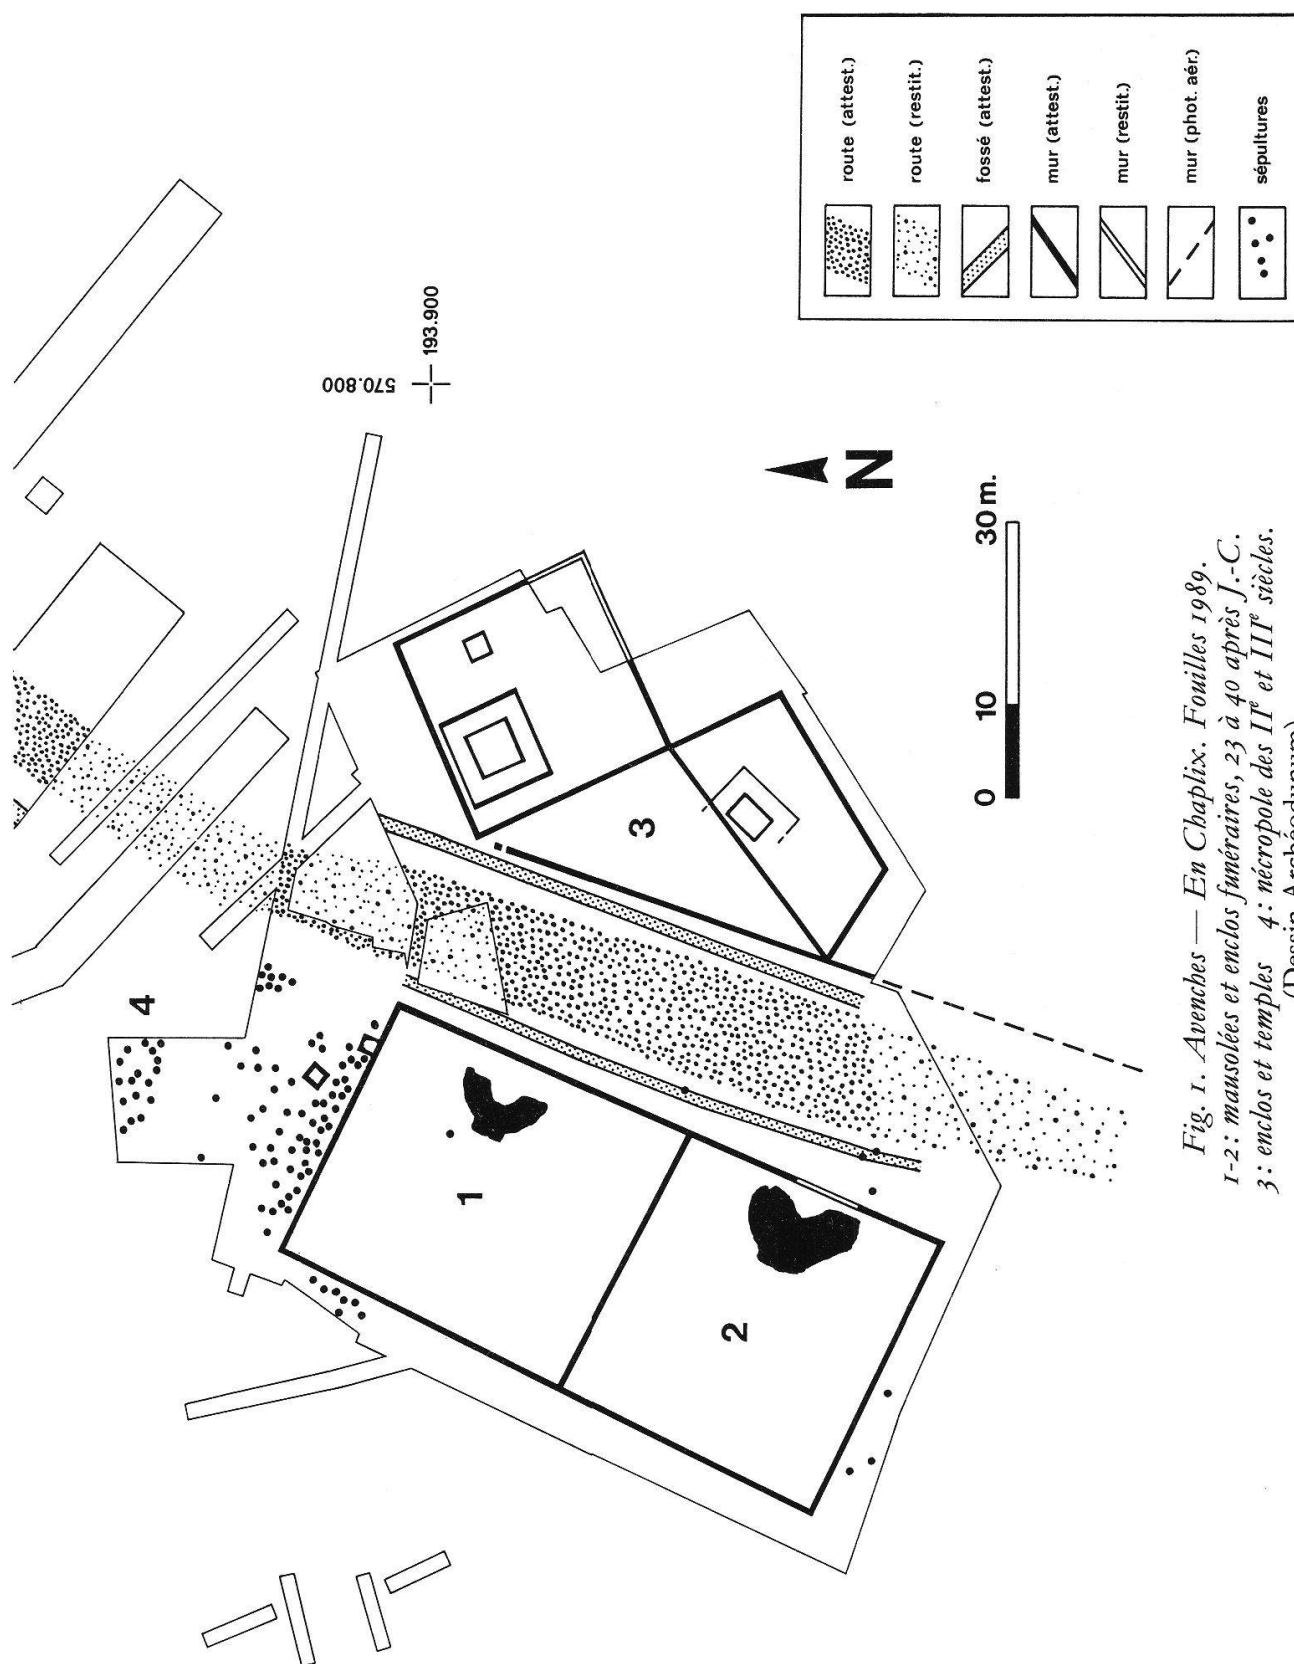 route (attest.)
route (restit.)
fossé (attest.)
mur (attest.)
mur (restit.)
mur (phot. aér.)
sépultures
570.800
193.900
N
0 10 30 m.
4
3
1
2
Fig. 1. Avenches — En Chaplix. Fouilles 1989.
1-2: mausolées et enclos funéraires, 23 à 40 après J.-C.
3: enclos et temples 4: nécropole des IIe et IIIe siècles.
(Dessin Archéodunum)